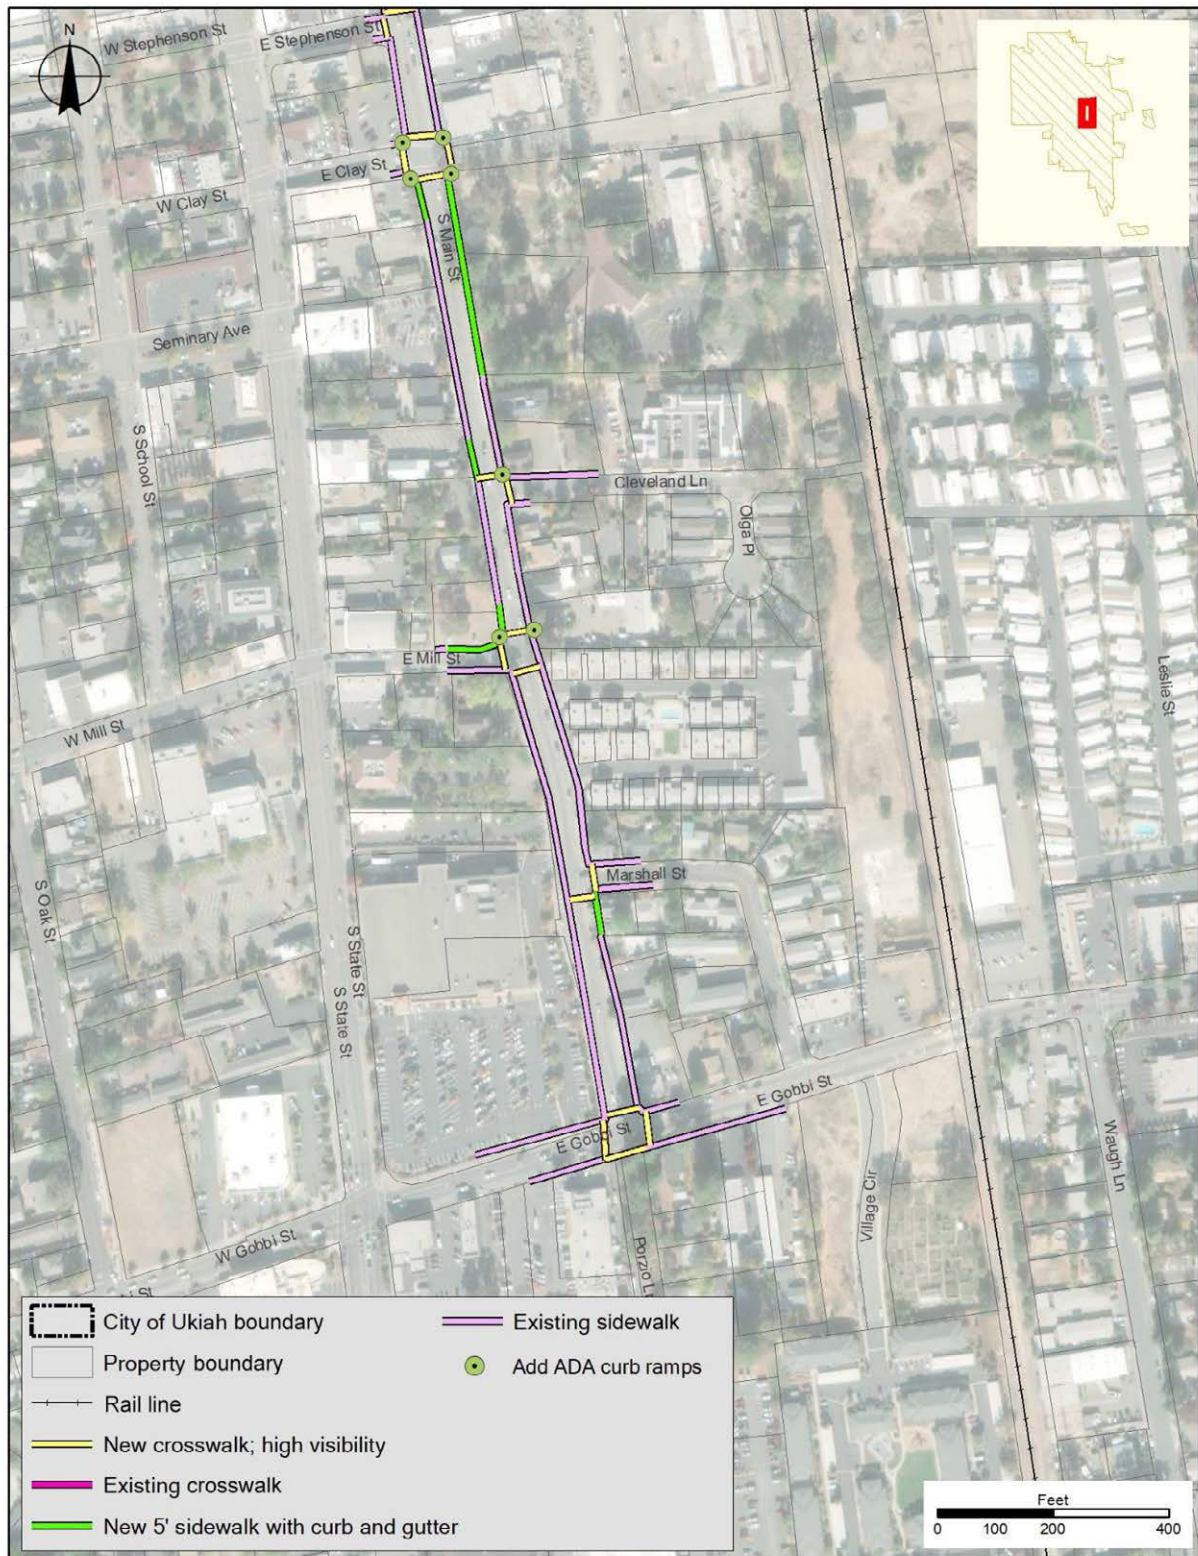 N
W Stephenson St
E Stephenson St
E Clay St
W Clay St
S Main St
Seminary Ave
S School St
Cleveland Ln
Olga Pl
E Mill St
W Mill St
Leslie St
Marshall St
S Oak St
S State St
S State St
E Gobbi St
E Gobbi St
Waugh Ln
Village Cir
W Gobbi St
Porzio Ln
St
City of Ukiah boundary
Existing sidewalk
Property boundary
Add ADA curb ramps
Rail line
New crosswalk; high visibility
Existing crosswalk
New 5' sidewalk with curb and gutter
Feet
0 100 200 400